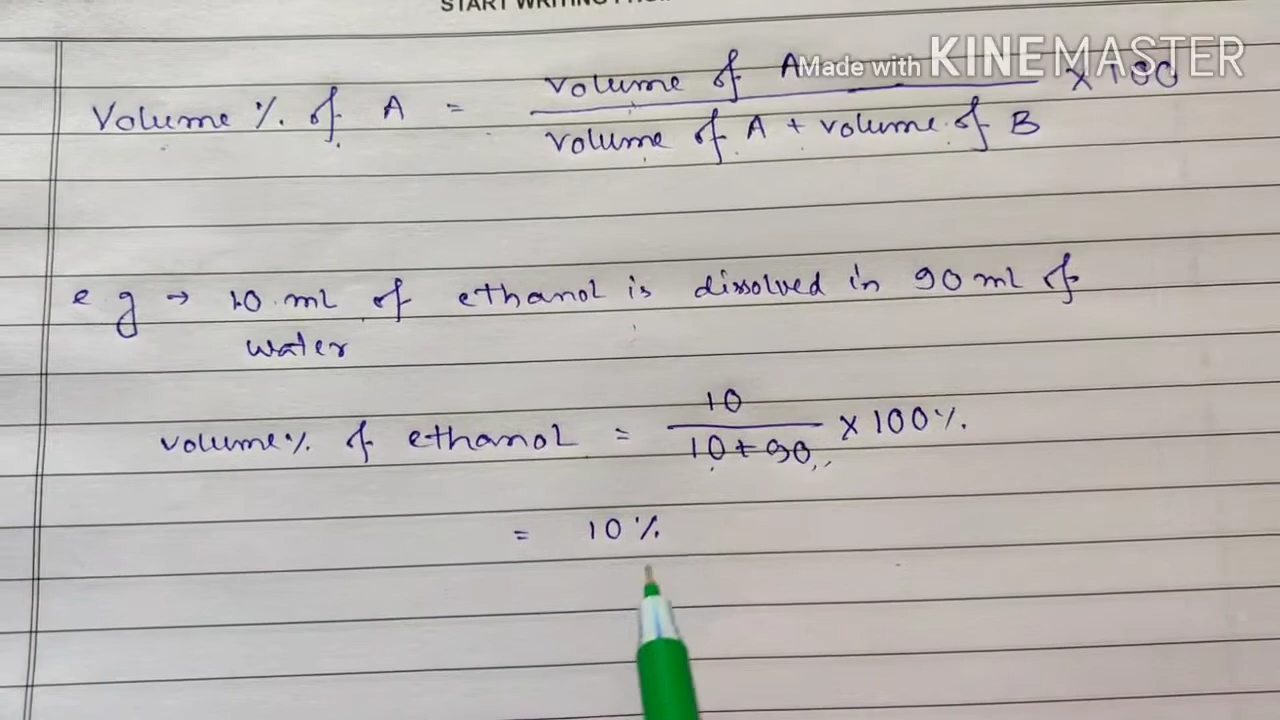 Made with KINEMASTER
Volume % of A = volume of A / volume of A + volume of B × 100
eg → 10 ml of ethanol is dissolved in 90 ml of
water
volume % of ethanol = 10 / 10 + 90 × 100%
= 10%